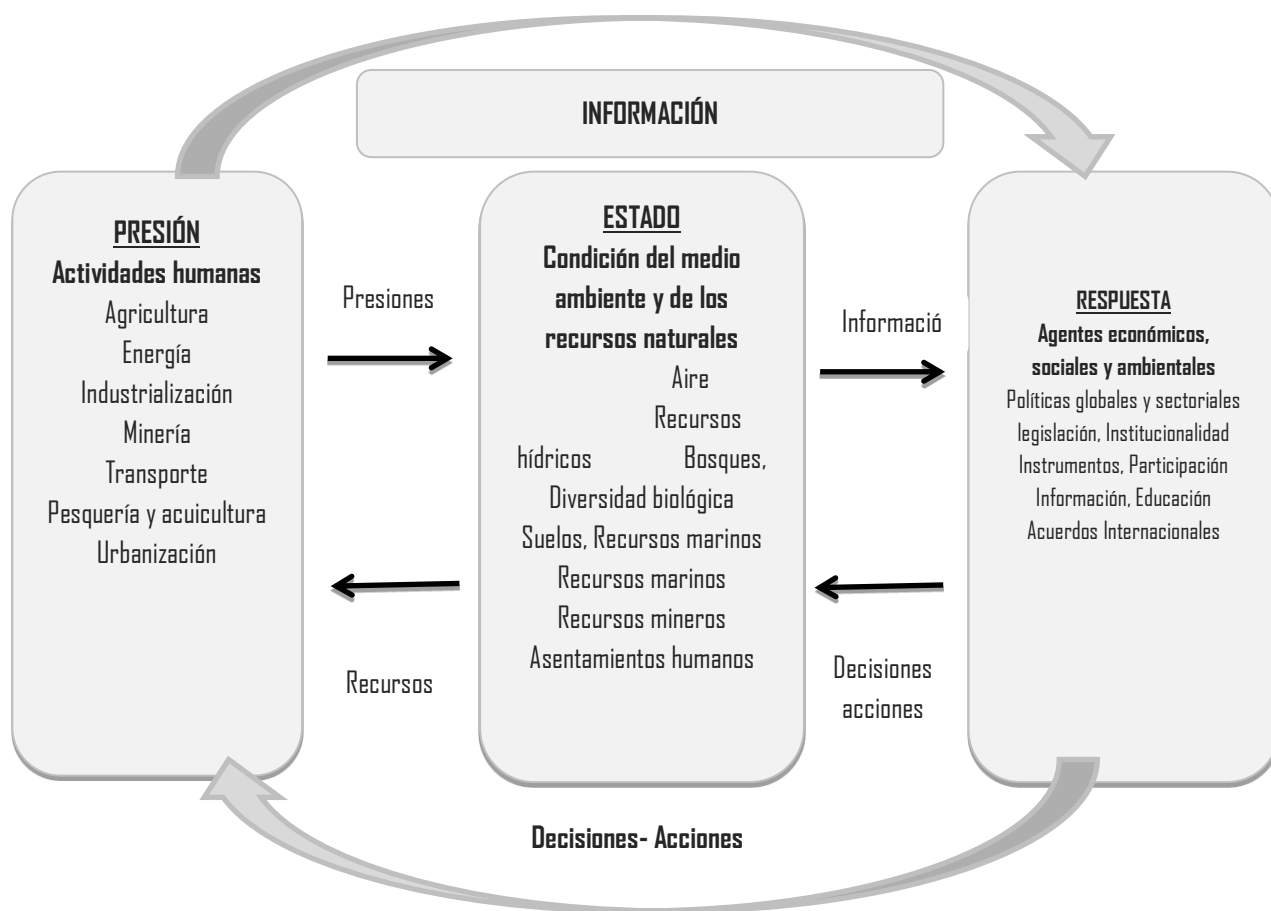 INFORMACIÓN
PRESIÓN
Actividades humanas
Agricultura
Energía
Industrialización
Minería
Transporte
Pesquería y acuicultura
Urbanización
Presiones
Recursos
ESTADO
Condición del medio
ambiente y de los
recursos naturales
Aire
Recursos
hídricos Bosques,
Diversidad biológica
Suelos, Recursos marinos
Recursos marinos
Recursos mineros
Asentamientos humanos
Informació
Decisiones
acciones
RESPUESTA
Agentes económicos,
sociales y ambientales
Políticas globales y sectoriales
legislación, Institucionalidad
Instrumentos, Participación
Información, Educación
Acuerdos Internacionales
Decisiones- Acciones